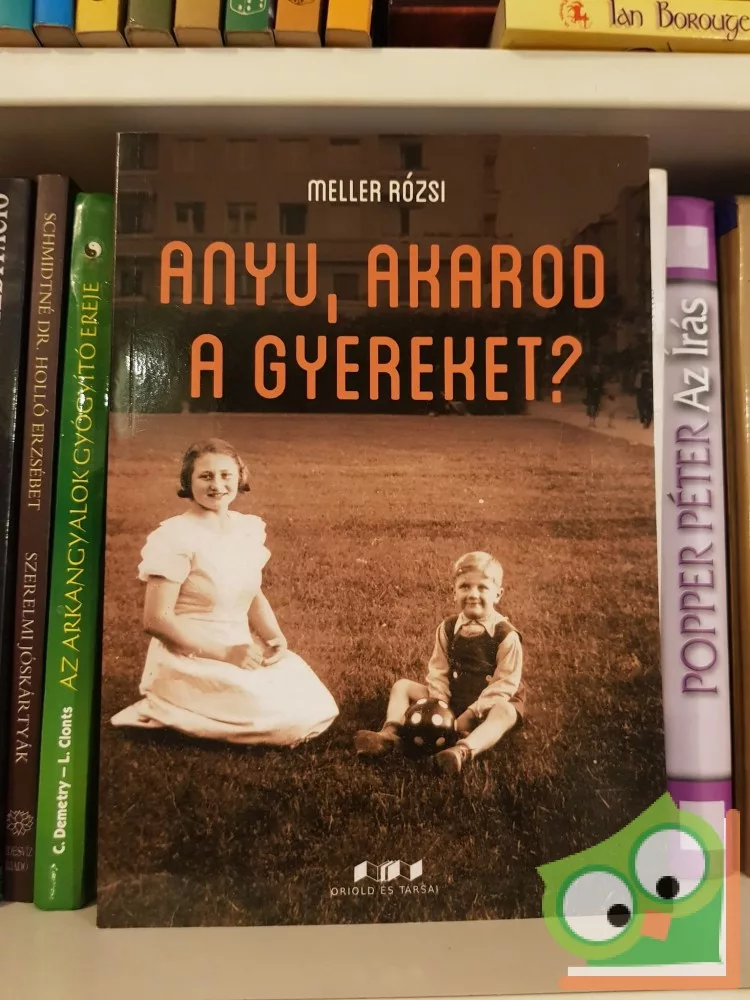 Ian Borouge
MELLER RÓZSI
ANYU, AKAROD
A GYEREKET?
ORIOLD ÉS TÁRSAI
SCHMIDTNÉ DR. HOLLÓ ERZSÉBET
SZERELMI JÓSKÁRTYÁK
C. Demetry – L. Clonts
AZ ARKANGYALOK GYÓGYÍTÓ EREJE
POPPER PÉTER Az Írás